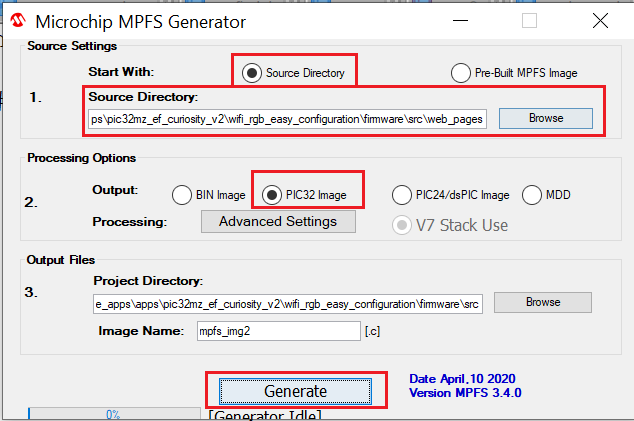 Microchip MPFS Generator
Source Settings
Start With: Source Directory Pre-Built MPFS Image
1. Source Directory:
ps\pic32mz_ef_curiosity_v2\wifi_rgb_easy_configuration\firmware\src\web_pages Browse
Processing Options
2. Output: BIN Image PIC32 Image PIC24/dsPIC Image MDD
Processing: Advanced Settings V7 Stack Use
Output Files
3. Project Directory:
e_apps\apps\pic32mz_ef_curiosity_v2\wifi_rgb_easy_configuration\firmware\src Browse
Image Name: mpfs_img2 [.c]
Generate
Date April,10 2020
Version MPFS 3.4.0
0% [Generator Idle]